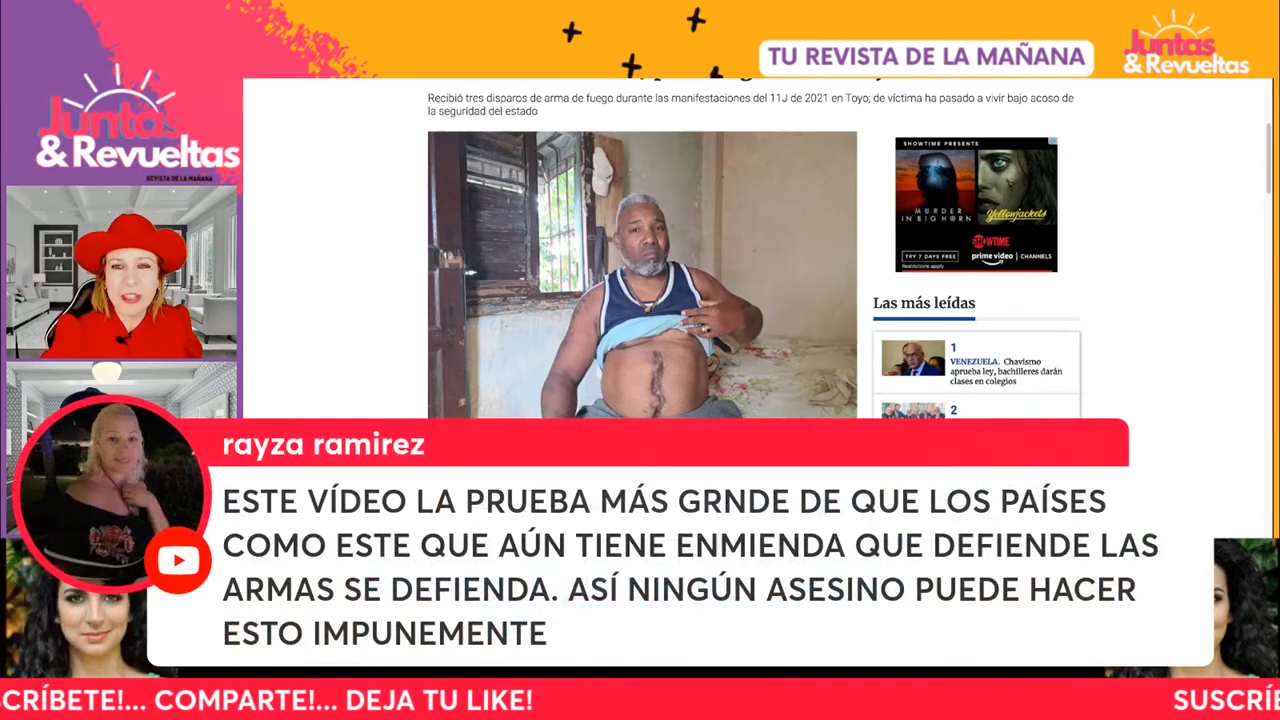 TU REVISTA DE LA MAÑANA
Juntas
& Revueltas
Juntas
& Revueltas
REVISTA DE LA MAÑANA
Recibió tres disparos de arma de fuego durante las manifestaciones del 11J de 2021 en Toyo; de víctima ha pasado a vivir bajo acoso de
la seguridad del estado
SHOWTIME PRESENTS
MURDER
IN BIG HORN
Yellowjackets
SHOWTIME
TRY 7 DAYS FREE
prime video | CHANNELS
Restrictions apply
Las más leídas
1
VENEZUELA. Chavismo
aprueba ley, bachilleres darán
clases en colegios
2
rayza ramirez
ESTE VÍDEO LA PRUEBA MÁS GRNDE DE QUE LOS PAÍSES
COMO ESTE QUE AÚN TIENE ENMIENDA QUE DEFIENDE LAS
ARMAS SE DEFIENDA. ASÍ NINGÚN ASESINO PUEDE HACER
ESTO IMPUNEMENTE
SCRÍBETE!... COMPARTE!... DEJA TU LIKE!
SUSCRÍBE